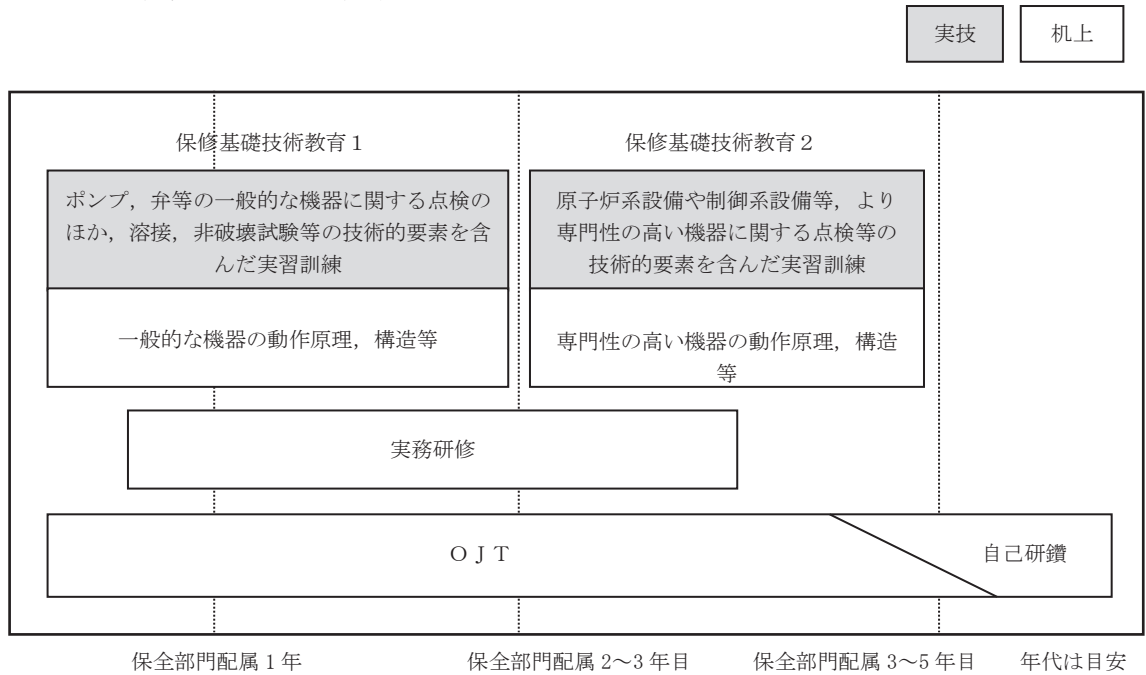 実技
机上
保修基礎技術教育1
保修基礎技術教育2
ポンプ，弁等の一般的な機器に関する点検の
ほか，溶接，非破壊試験等の技術的要素を含
んだ実習訓練
原子炉系設備や制御系設備等，より
専門性の高い機器に関する点検等の
技術的要素を含んだ実習訓練
一般的な機器の動作原理，構造等
専門性の高い機器の動作原理，構造
等
実務研修
ＯＪＴ
自己研鑽
保全部門配属 1 年
保全部門配属 2～3 年目
保全部門配属 3～5 年目
年代は目安